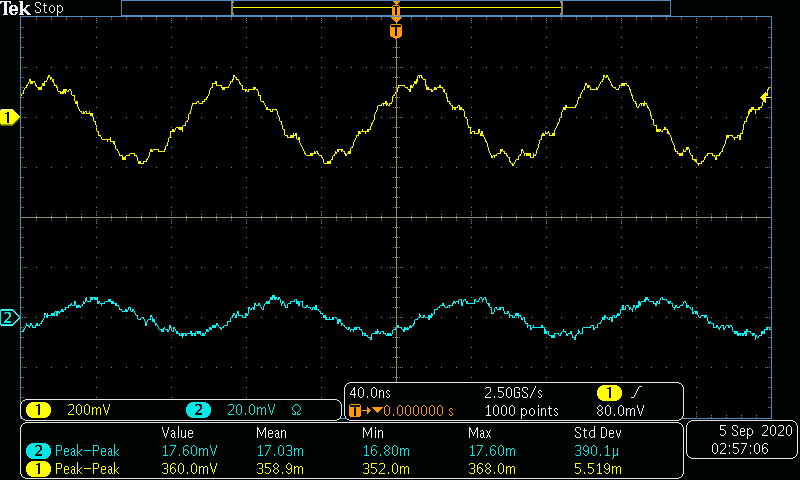 Tek Stop
T
T
1
2
1 200mV 2 20.0mV Ω
40.0ns 2.50GS/s 1
T→▼0.000000 s 1000 points 80.0mV
Value Mean Min Max Std Dev
2 Peak-Peak 17.60mV 17.03m 16.80m 17.60m 390.1µ
1 Peak-Peak 360.0mV 358.9m 352.0m 368.0m 5.519m
5 Sep 2020
02:57:06